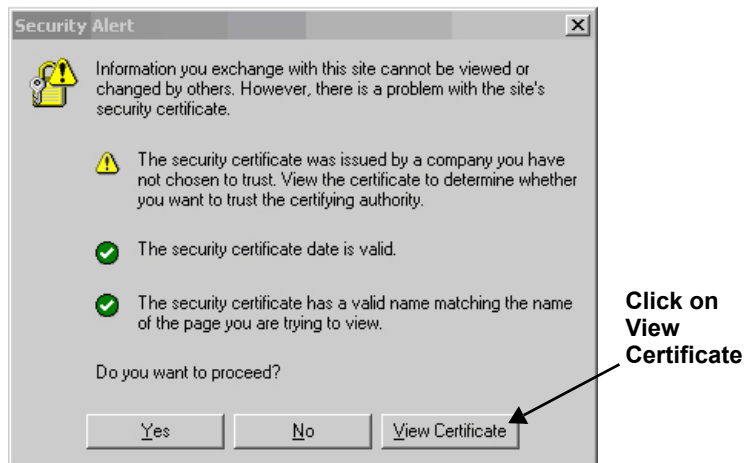 Security Alert
Information you exchange with this site cannot be viewed or
changed by others. However, there is a problem with the site's
security certificate.
The security certificate was issued by a company you have
not chosen to trust. View the certificate to determine whether
you want to trust the certifying authority.
The security certificate date is valid.
The security certificate has a valid name matching the name
of the page you are trying to view.
Do you want to proceed?
Yes
No
View Certificate
Click on
View
Certificate